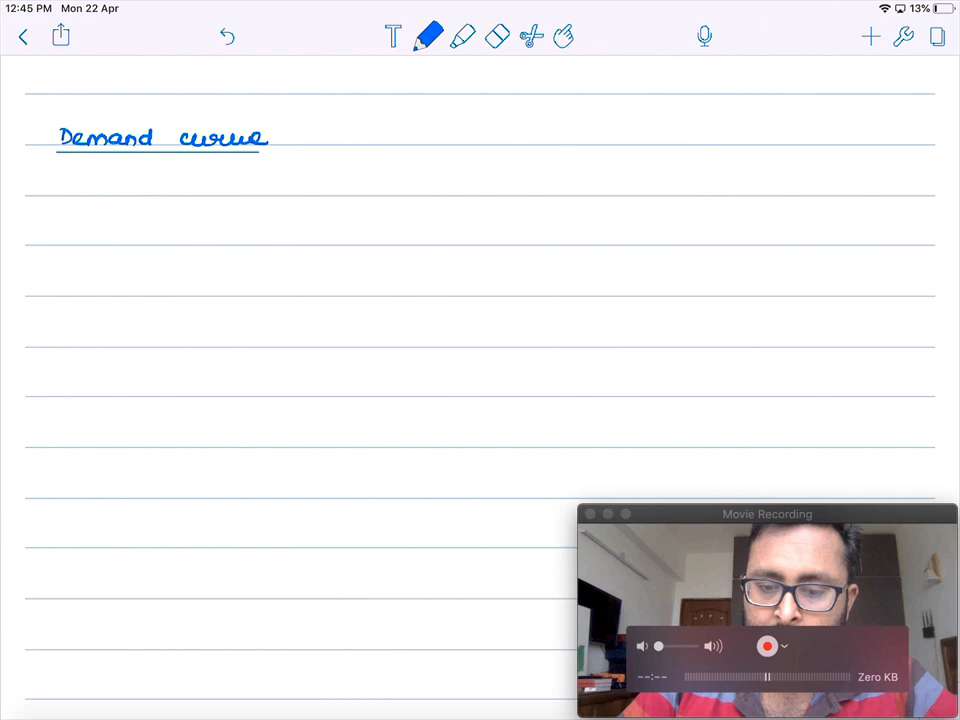 12:45 PM Mon 22 Apr
13%
T
Demand curve
Movie Recording
--:--
Zero KB